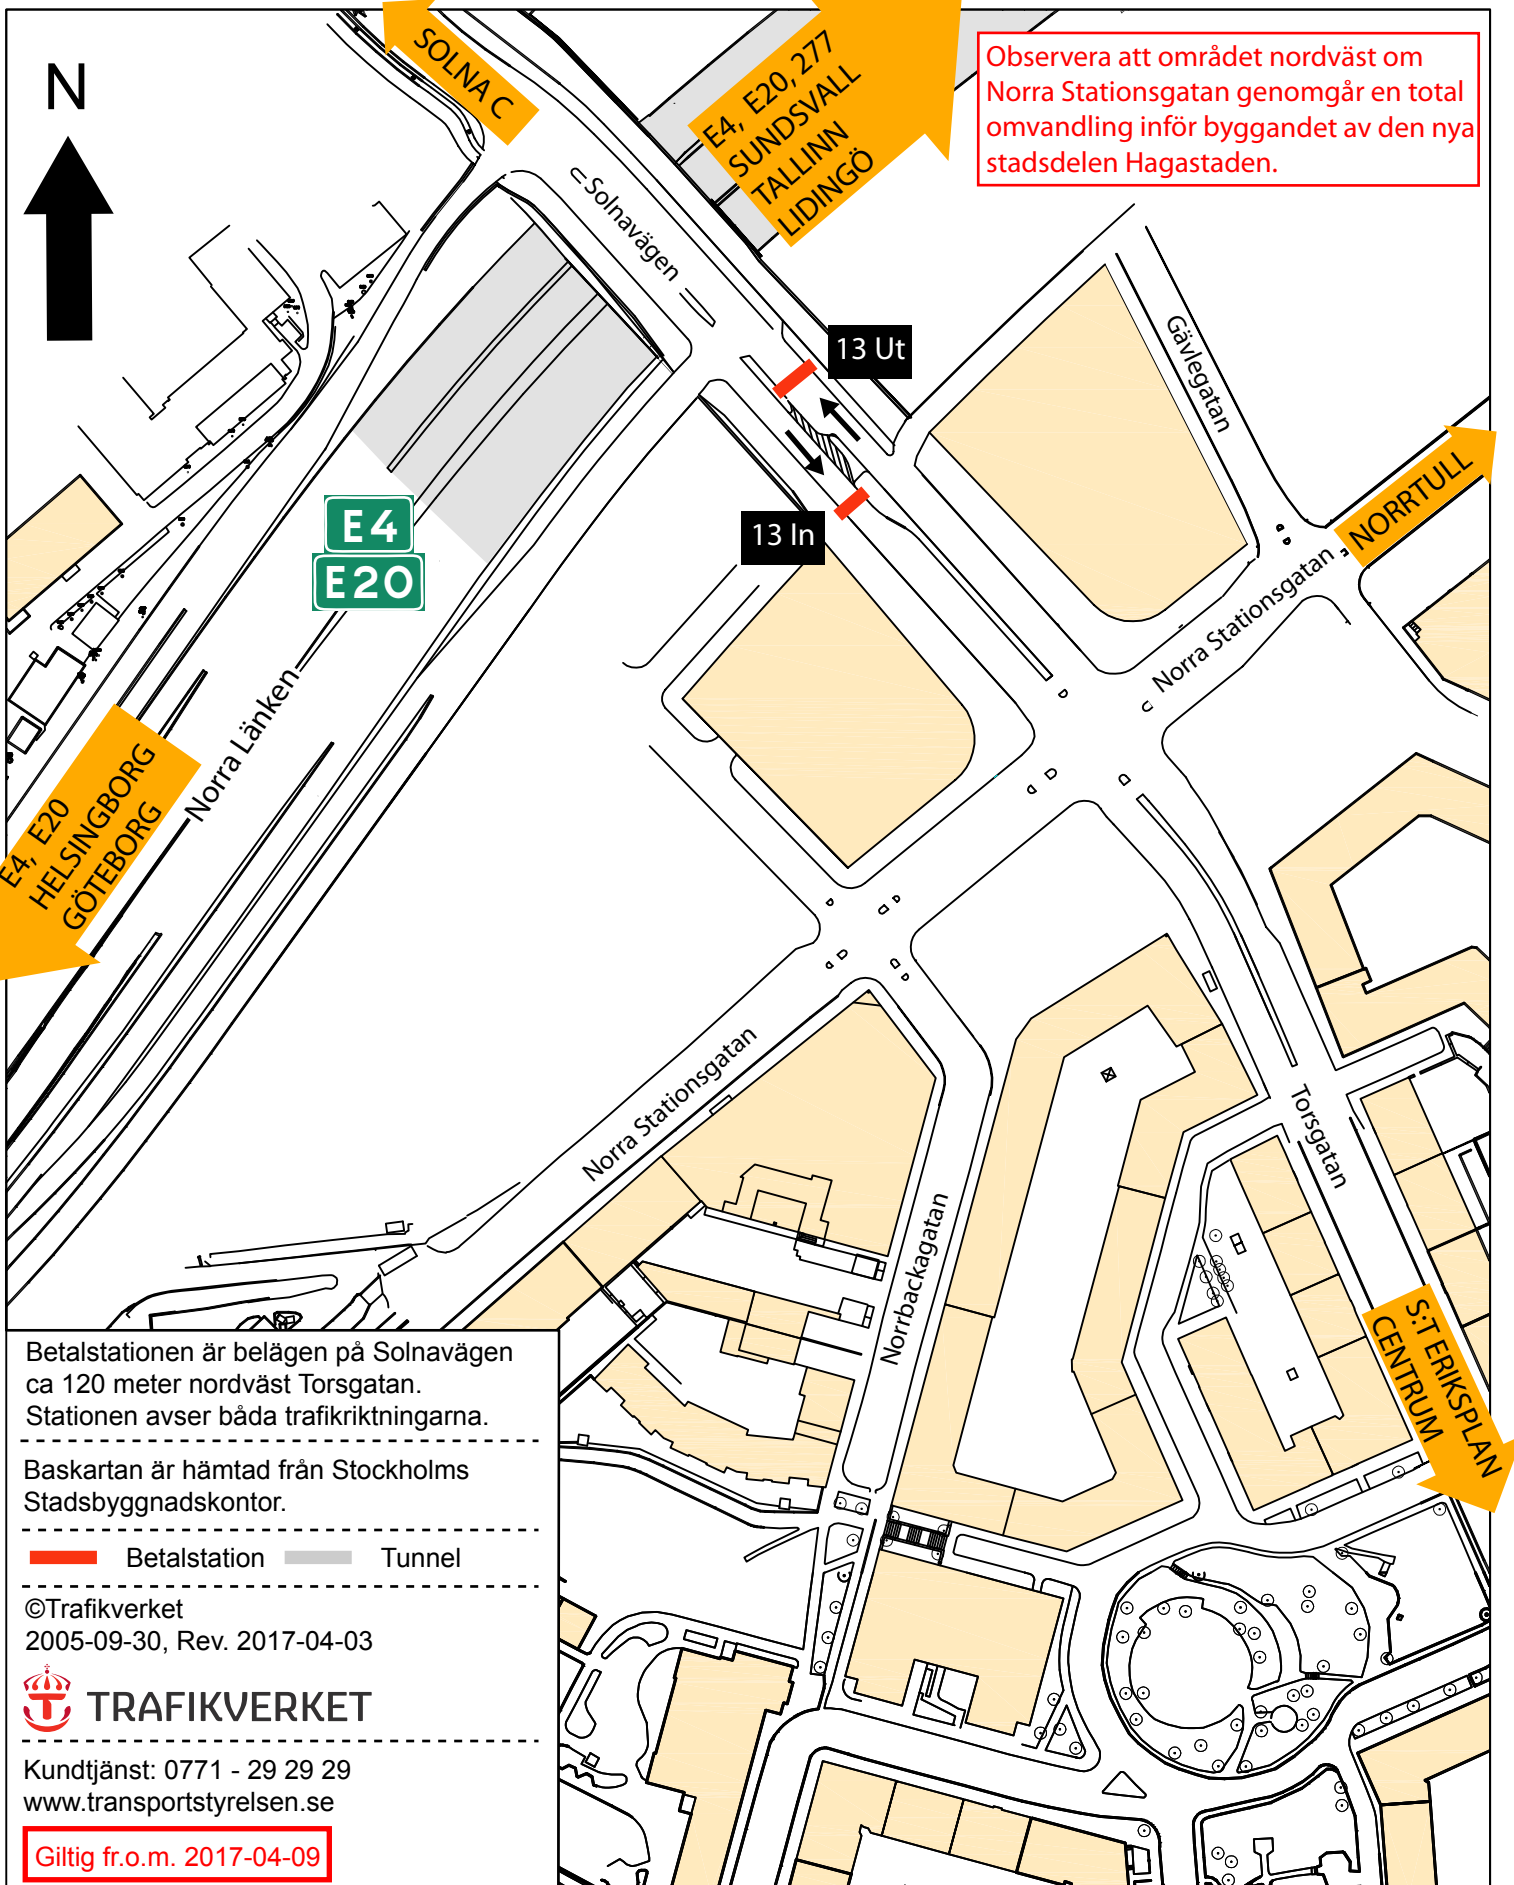 N
SOLNA C
E4, E20, 277
SUNDSVALL
TALLINN
LIDINGÖ
Observera att området nordväst om
Norra Stationsgatan genomgår en total
omvandling inför byggandet av den nya
stadsdelen Hagastaden.
Solnavägen
13 Ut
Gävlegatan
NORRTULL
13 In
E4
E20
Norra Stationsgatan
Norra Länken
E4, E20
HELSINGBORG
GÖTEBORG
Norra Stationsgatan
Torsgatan
Norrbackagatan
S:T ERIKSPLAN
CENTRUM
Betalstationen är belägen på Solnavägen
ca 120 meter nordväst Torsgatan.
Stationen avser båda trafikriktningarna.
Baskartan är hämtad från Stockholms
Stadsbyggnadskontor.
Betalstation Tunnel
©Trafikverket
2005-09-30, Rev. 2017-04-03
TRAFIKVERKET
Kundtjänst: 0771 - 29 29 29
www.transportstyrelsen.se
Giltig fr.o.m. 2017-04-09